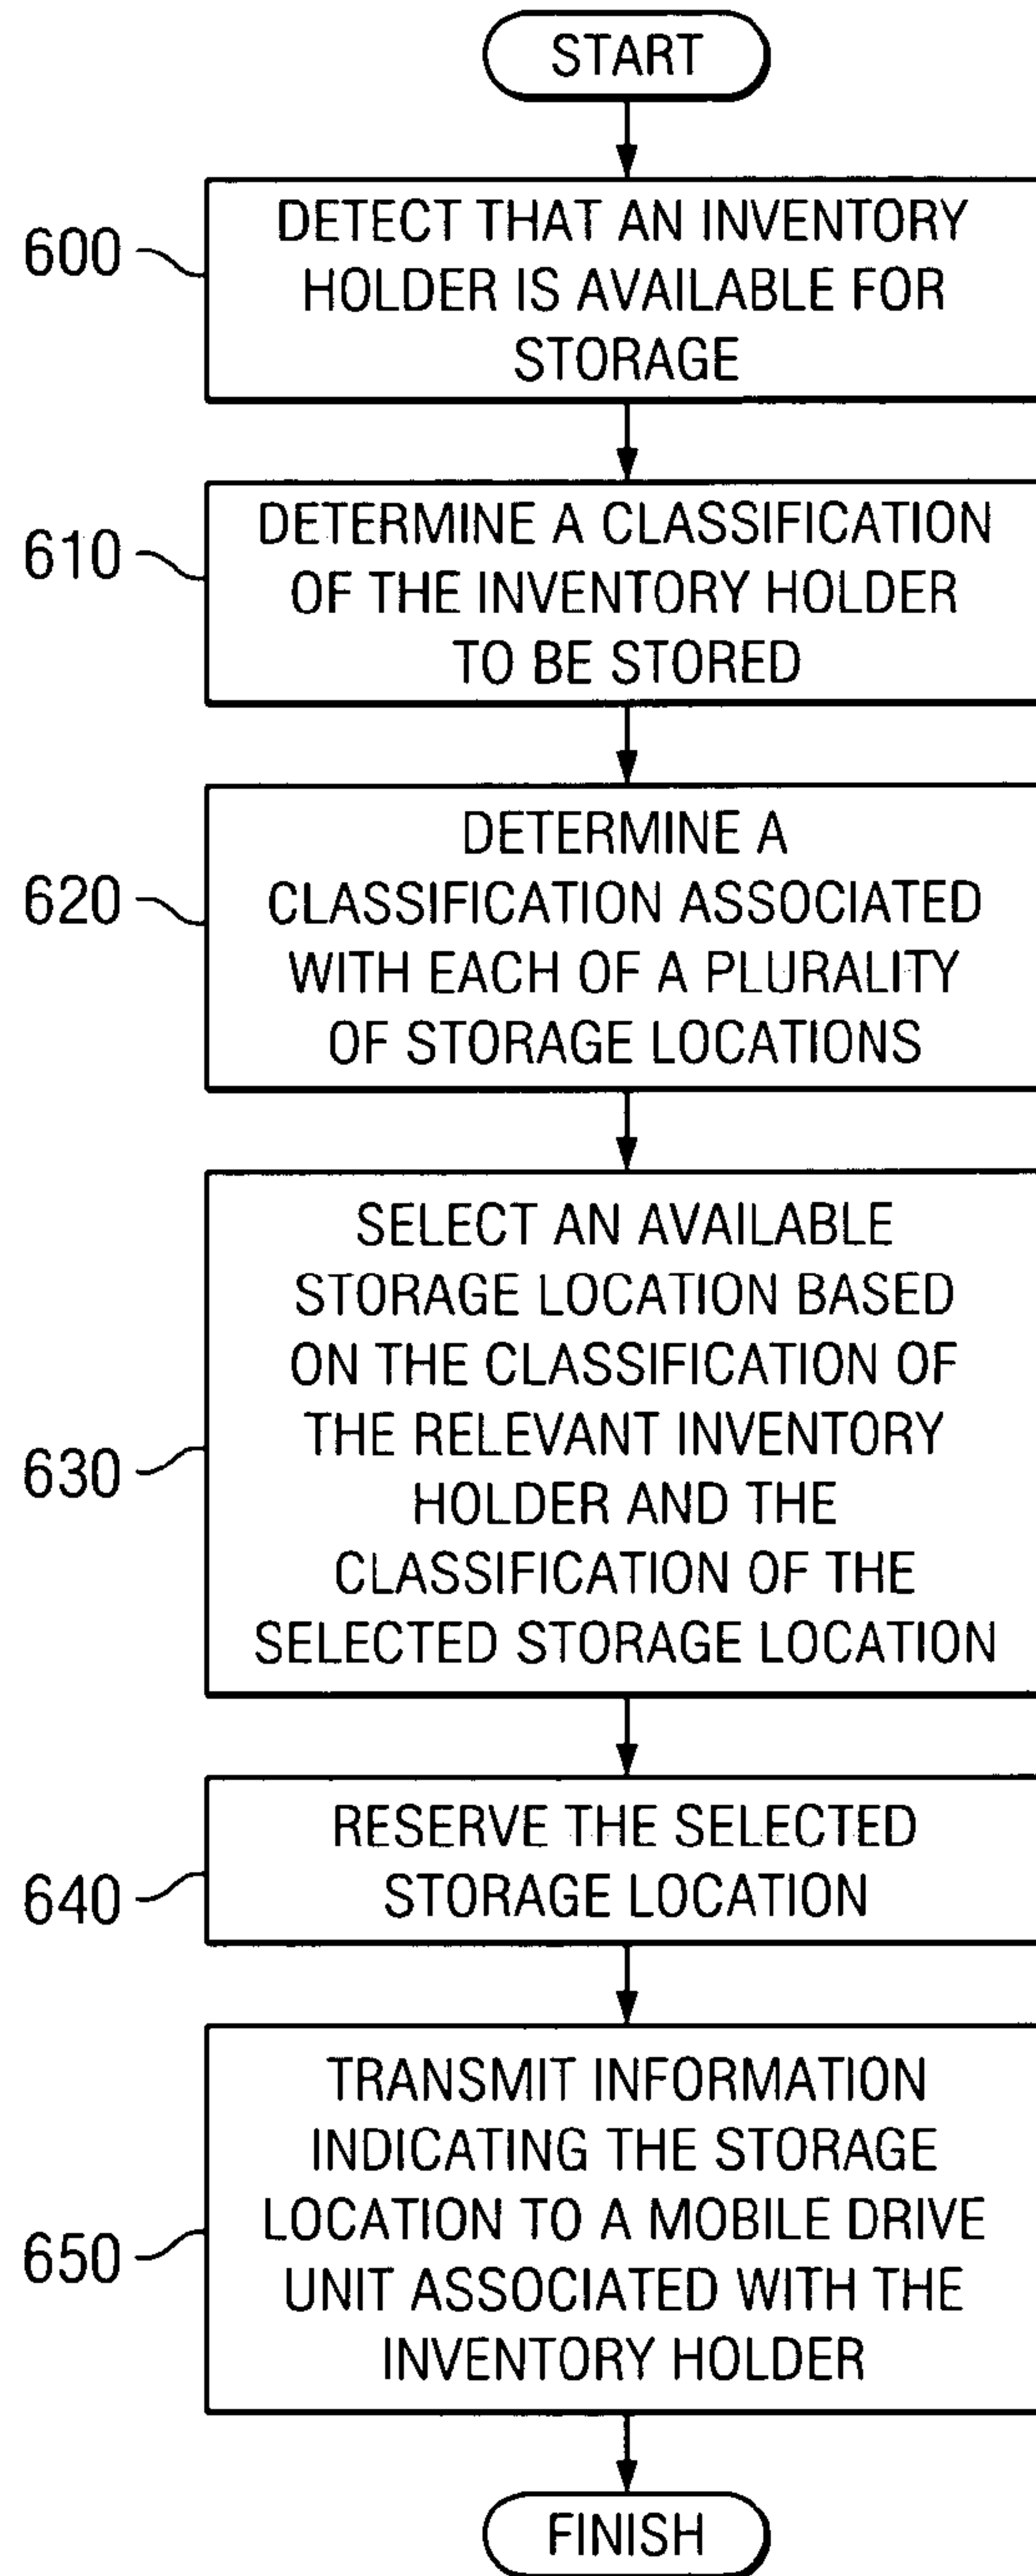 START
600
DETECT THAT AN INVENTORY
HOLDER IS AVAILABLE FOR
STORAGE
610
DETERMINE A CLASSIFICATION
OF THE INVENTORY HOLDER
TO BE STORED
620
DETERMINE A
CLASSIFICATION ASSOCIATED
WITH EACH OF A PLURALITY
OF STORAGE LOCATIONS
630
SELECT AN AVAILABLE
STORAGE LOCATION BASED
ON THE CLASSIFICATION OF
THE RELEVANT INVENTORY
HOLDER AND THE
CLASSIFICATION OF THE
SELECTED STORAGE LOCATION
640
RESERVE THE SELECTED
STORAGE LOCATION
650
TRANSMIT INFORMATION
INDICATING THE STORAGE
LOCATION TO A MOBILE DRIVE
UNIT ASSOCIATED WITH THE
INVENTORY HOLDER
FINISH